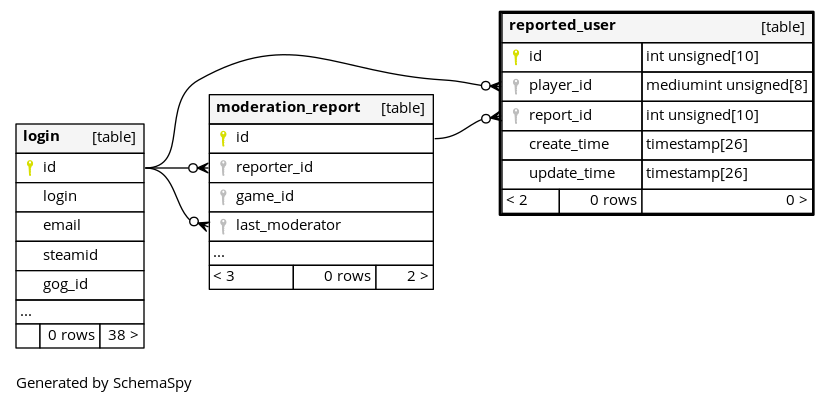 reported_user [table]
id int unsigned[10]
player_id mediumint unsigned[8]
report_id int unsigned[10]
create_time timestamp[26]
update_time timestamp[26]
< 2 0 rows 0 >
moderation_report [table]
id
reporter_id
game_id
last_moderator
...
< 3 0 rows 2 >
login [table]
id
login
email
steamid
gog_id
...
0 rows 38 >
Generated by SchemaSpy